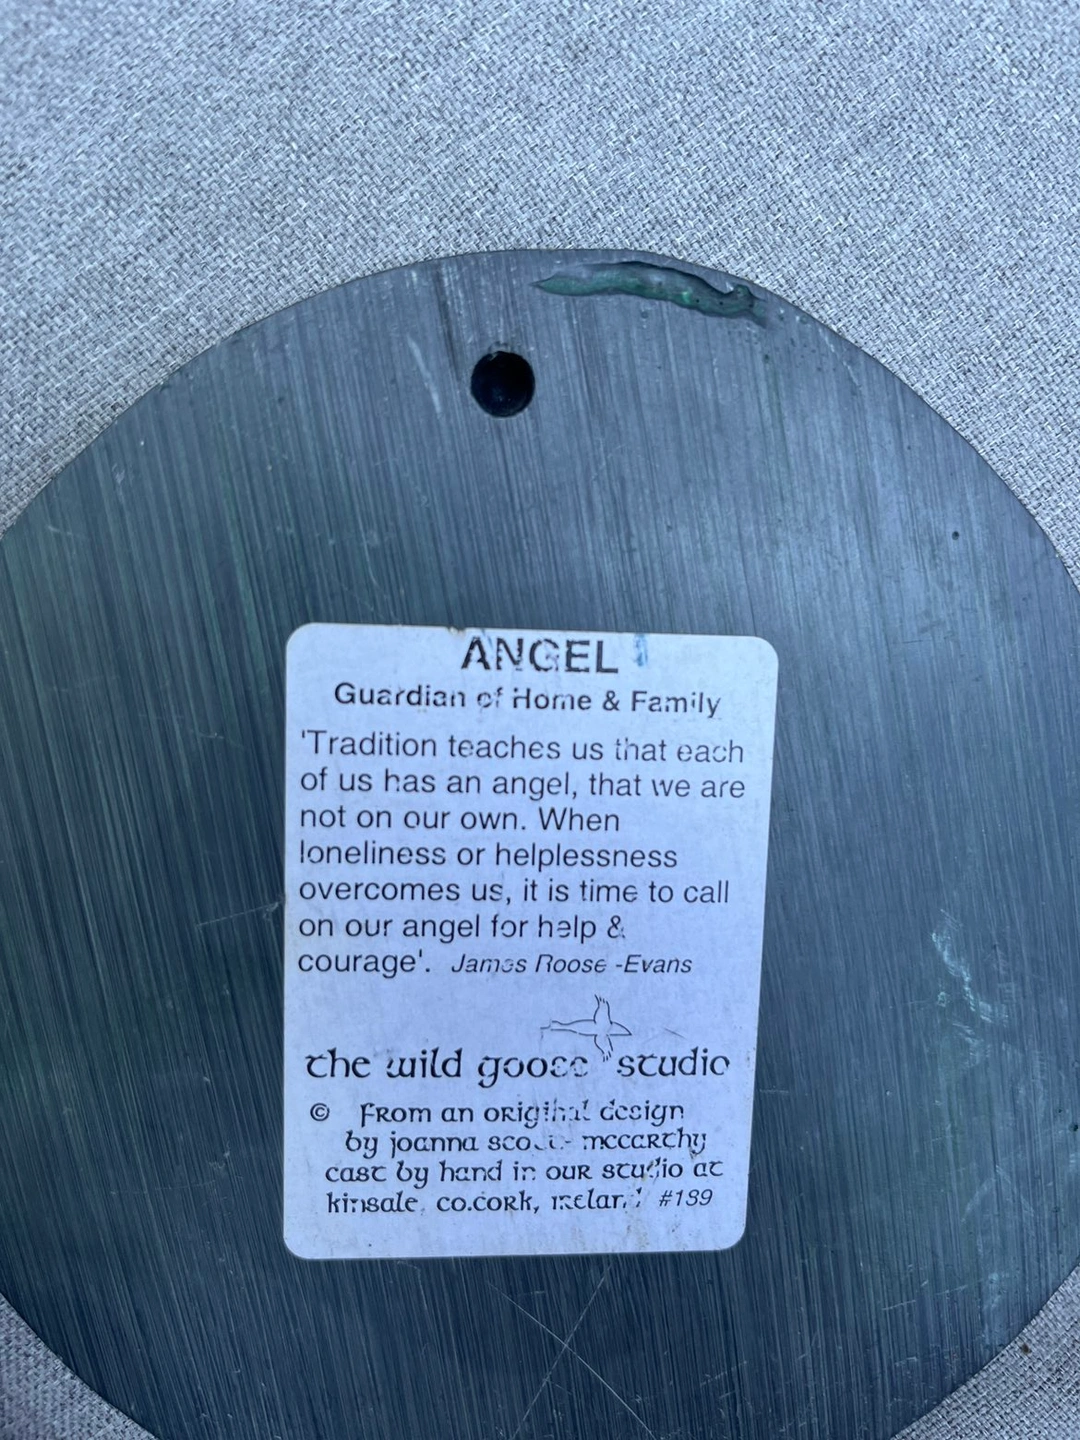 ANGEL
Guardian of Home & Family
'Tradition teaches us that each
of us has an angel, that we are
not on our own. When
loneliness or helplessness
overcomes us, it is time to call
on our angel for help &
courage'. James Roose -Evans
the wild goose studio
© from an original design
by joanna scott- mccarthy
cast by hand in our studio at
kinsale, co.cork, ireland #139